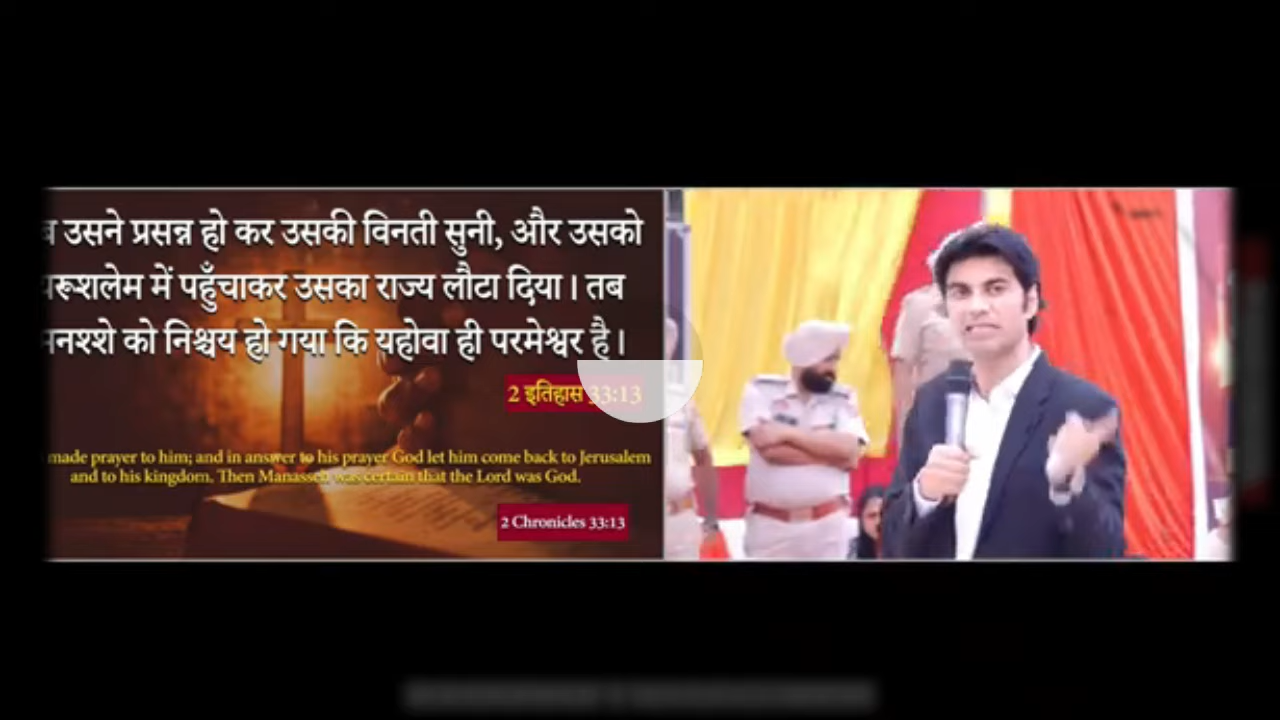 उसने प्रसन्न हो कर उसकी विनती सुनी, और उसको
यरूशलेम में पहुँचाकर उसका राज्य लौटा दिया। तब
मनश्शे को निश्चय हो गया कि यहोवा ही परमेश्वर है।
2 इतिहास 33:13
made prayer to him; and in answer to his prayer God let him come back to Jerusalem
and to his kingdom. Then Manasseh was certain that the Lord was God.
2 Chronicles 33:13